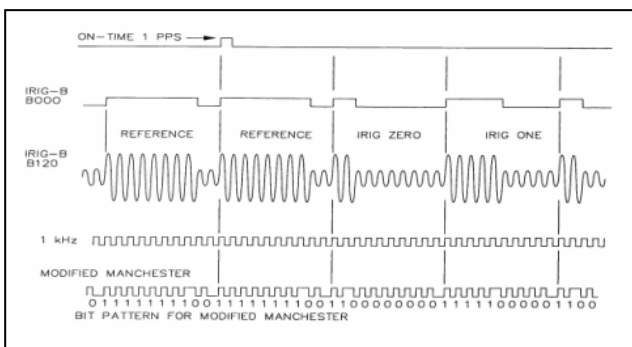 ON-TIME 1 PPS
IRIG-B
B000
REFERENCE REFERENCE IRIG ZERO IRIG ONE
IRIG-B
B120
1 kHz
MODIFIED MANCHESTER
011111111001111111100110000000011111000001100
BIT PATTERN FOR MODIFIED MANCHESTER